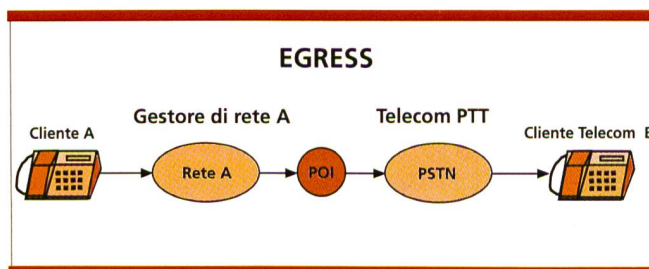 EGRESS
Gestore di rete A
Telecom PTT
Cliente A
Cliente Telecom B
Rete A
POI
PSTN